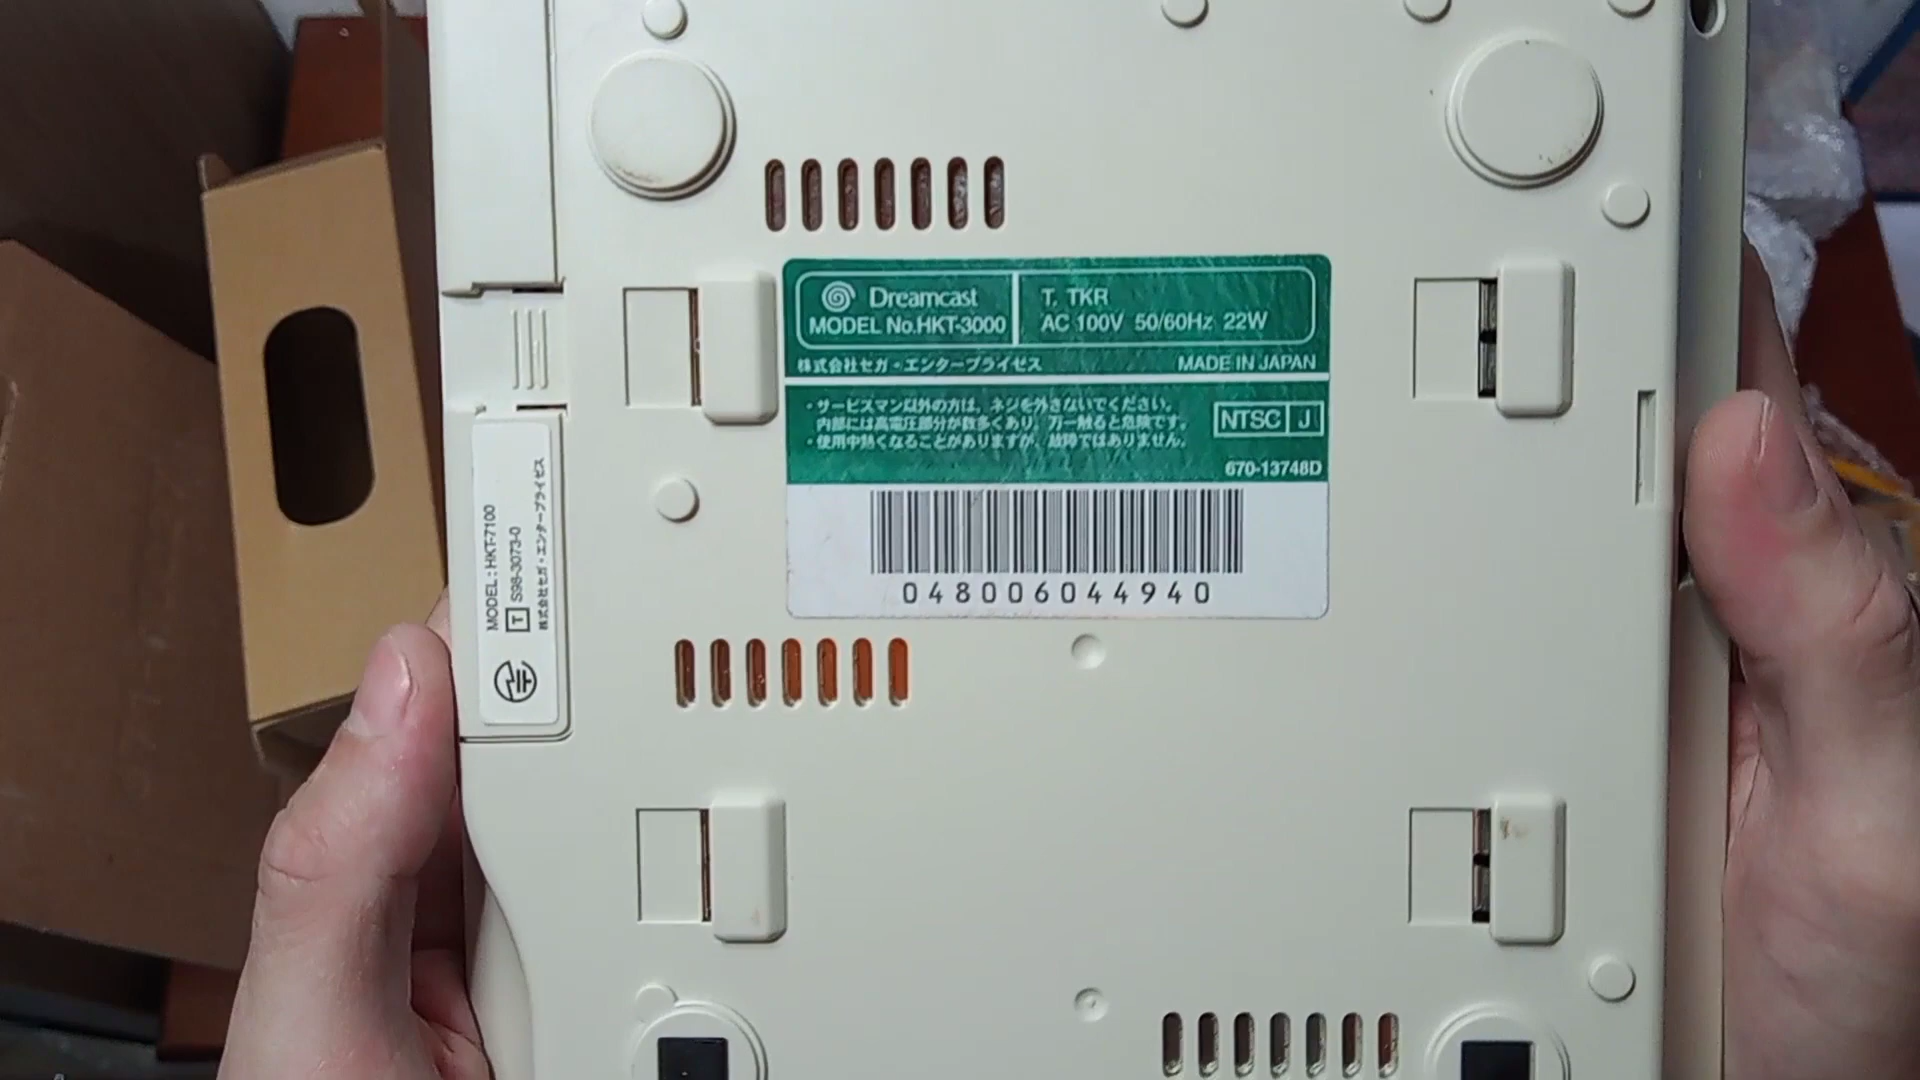 Dreamcast
MODEL No.HKT-3000
T. TKR
AC 100V 50/60Hz 22W
株式会社セガ・エンタープライゼス
MADE IN JAPAN
・サービスマン以外の方は、ネジを外さないでください。
内部には高電圧部分が数多くあり、万一触ると危険です。
・使用中熱くなることがありますが、故障ではありません。
NTSC J
670-13748D
048006044940
MODEL : HKT-7100
T S98-3073-0
株式会社セガ・エンタープライゼス